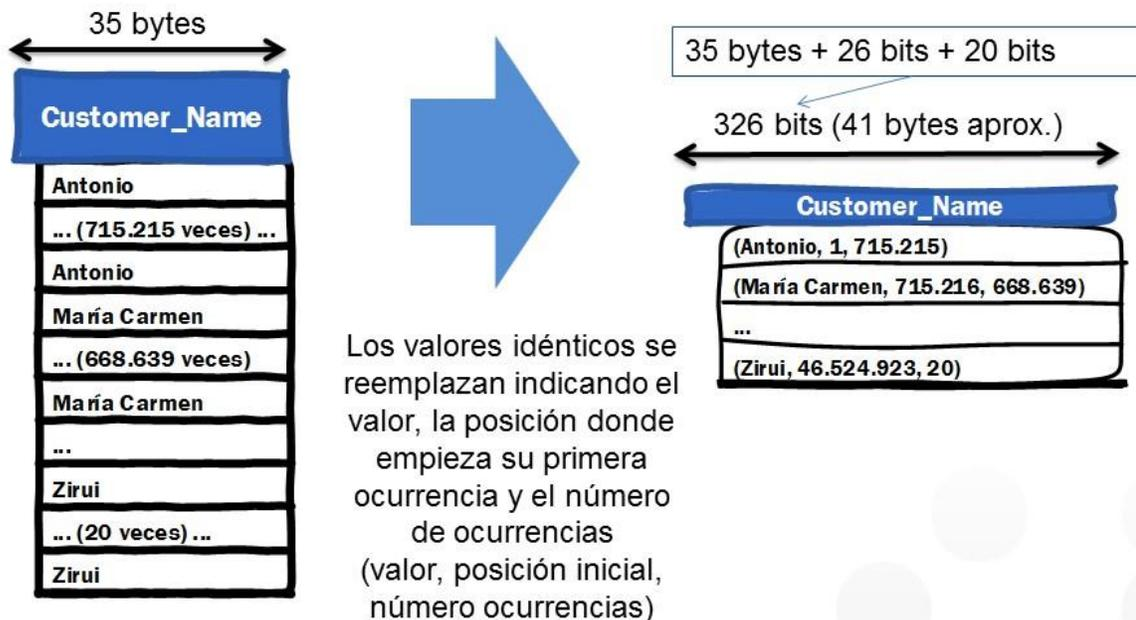 35 bytes
Customer_Name
Antonio
... (715.215 veces) ...
Antonio
María Carmen
... (668.639 veces)
María Carmen
...
Zirui
... (20 veces) ...
Zirui
Los valores idénticos se
reemplazan indicando el
valor, la posición donde
empieza su primera
ocurrencia y el número
de ocurrencias
(valor, posición inicial,
número ocurrencias)
35 bytes + 26 bits + 20 bits
326 bits (41 bytes aprox.)
Customer_Name
(Antonio, 1, 715.215)
(María Carmen, 715.216, 668.639)
...
(Zirui, 46.524.923, 20)